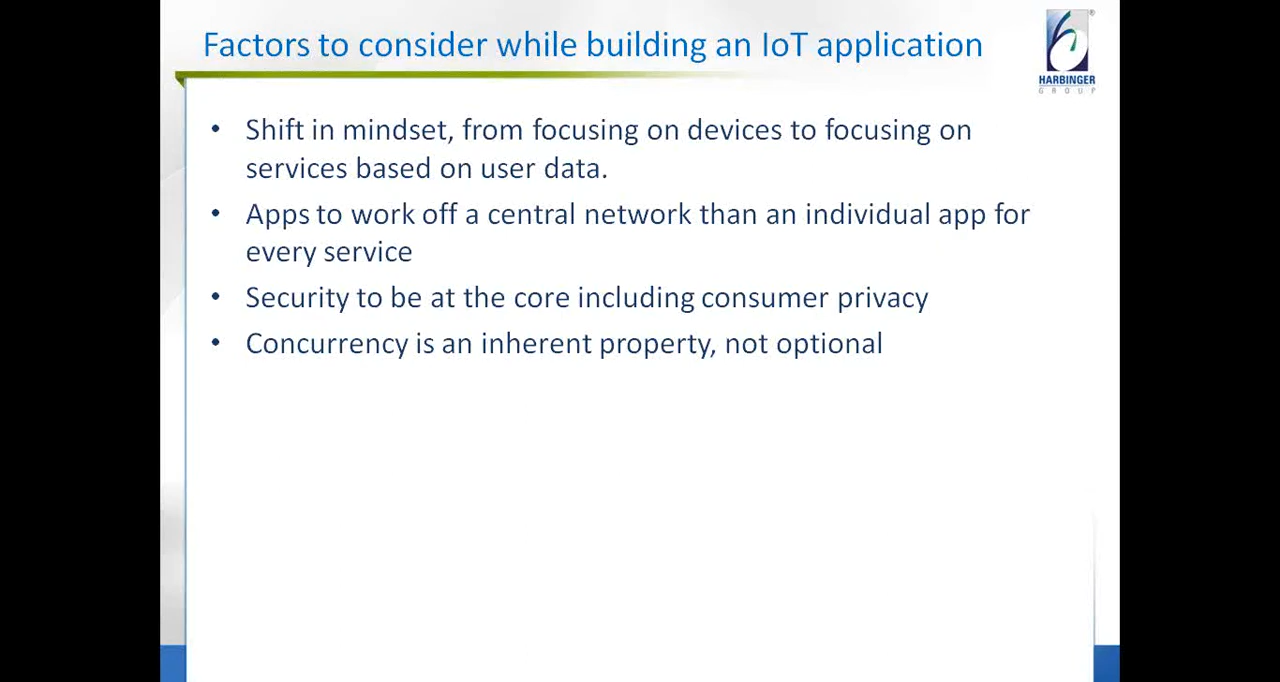 Factors to consider while building an IoT application
HARBINGER
GROUP
®
• Shift in mindset, from focusing on devices to focusing on
services based on user data.
• Apps to work off a central network than an individual app for
every service
• Security to be at the core including consumer privacy
• Concurrency is an inherent property, not optional